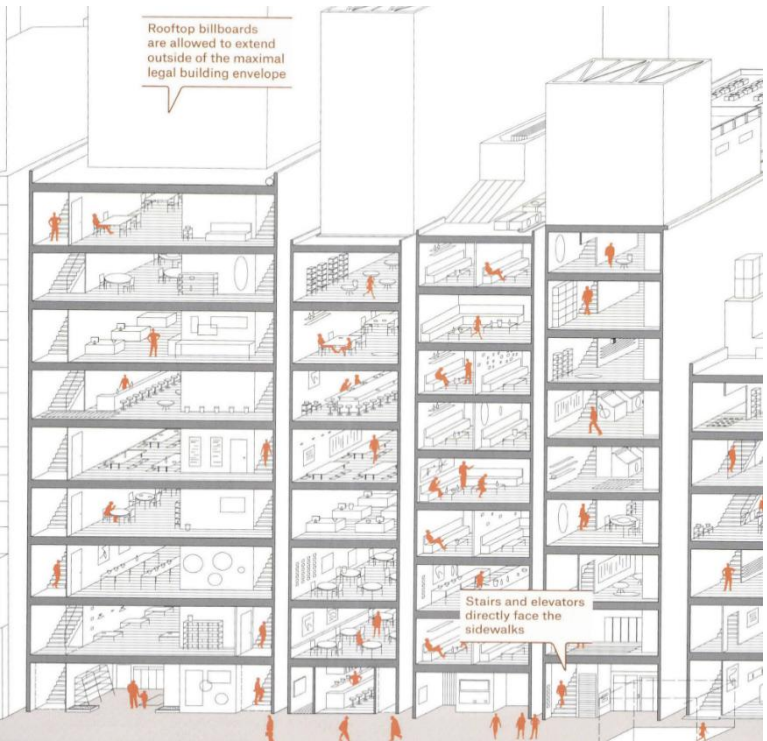 Rooftop billboards
are allowed to extend
outside of the maximal
legal building envelope
Stairs and elevators
directly face the
sidewalks